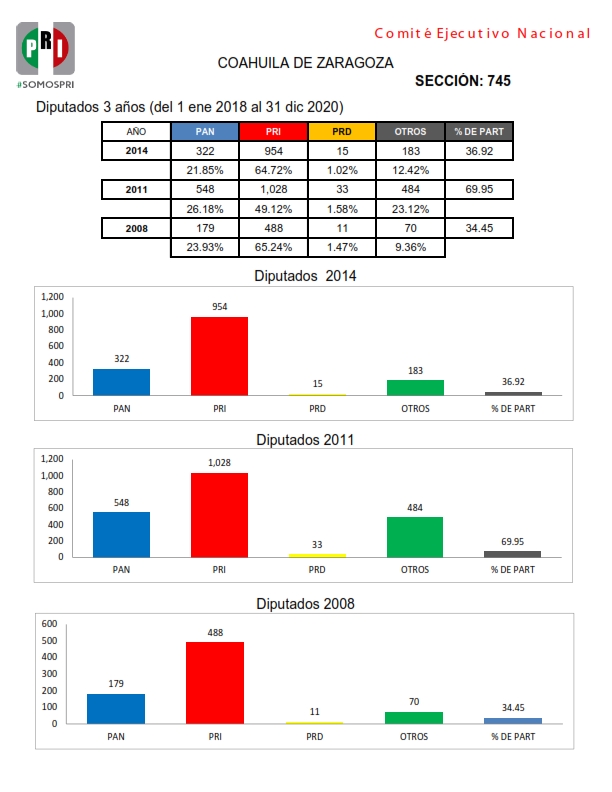 PRI
#SOMOSPRI
Comité Ejecutivo Nacional
COAHUILA DE ZARAGOZA
SECCIÓN: 745
Diputados 3 años (del 1 ene 2018 al 31 dic 2020)
AÑO PAN PRI PRD OTROS % DE PART
2014 322 954 15 183 36.92
21.85% 64.72% 1.02% 12.42%
2011 548 1,028 33 484 69.95
26.18% 49.12% 1.58% 23.12%
2008 179 488 11 70 34.45
23.93% 65.24% 1.47% 9.36%
Diputados 2014
1,200
1,000
800
600
400
200
0
322
954
15
183
36.92
PAN PRI PRD OTROS % DE PART
Diputados 2011
1,200
1,000
800
600
400
200
0
548
1,028
33
484
69.95
PAN PRI PRD OTROS % DE PART
Diputados 2008
600
500
400
300
200
100
0
179
488
11
70
34.45
PAN PRI PRD OTROS % DE PART